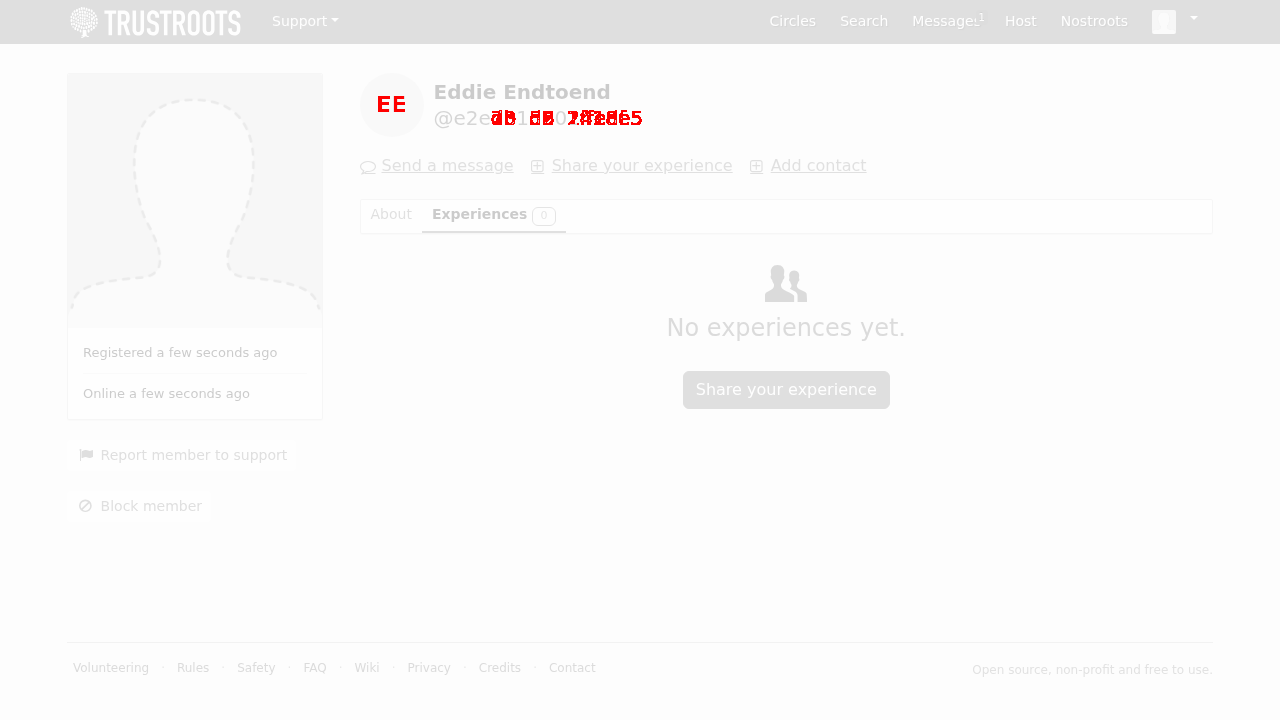 TRUSTROOTS Support Circles Search Messages 1 Host Nostroots
EE Eddie Endtoend
Send a message Share your experience Add contact
About Experiences 0
No experiences yet.
Share your experience
Registered a few seconds ago
Online a few seconds ago
Report member to support
Block member
Volunteering · Rules · Safety · FAQ · Wiki · Privacy · Credits · Contact
Open source, non-profit and free to use.